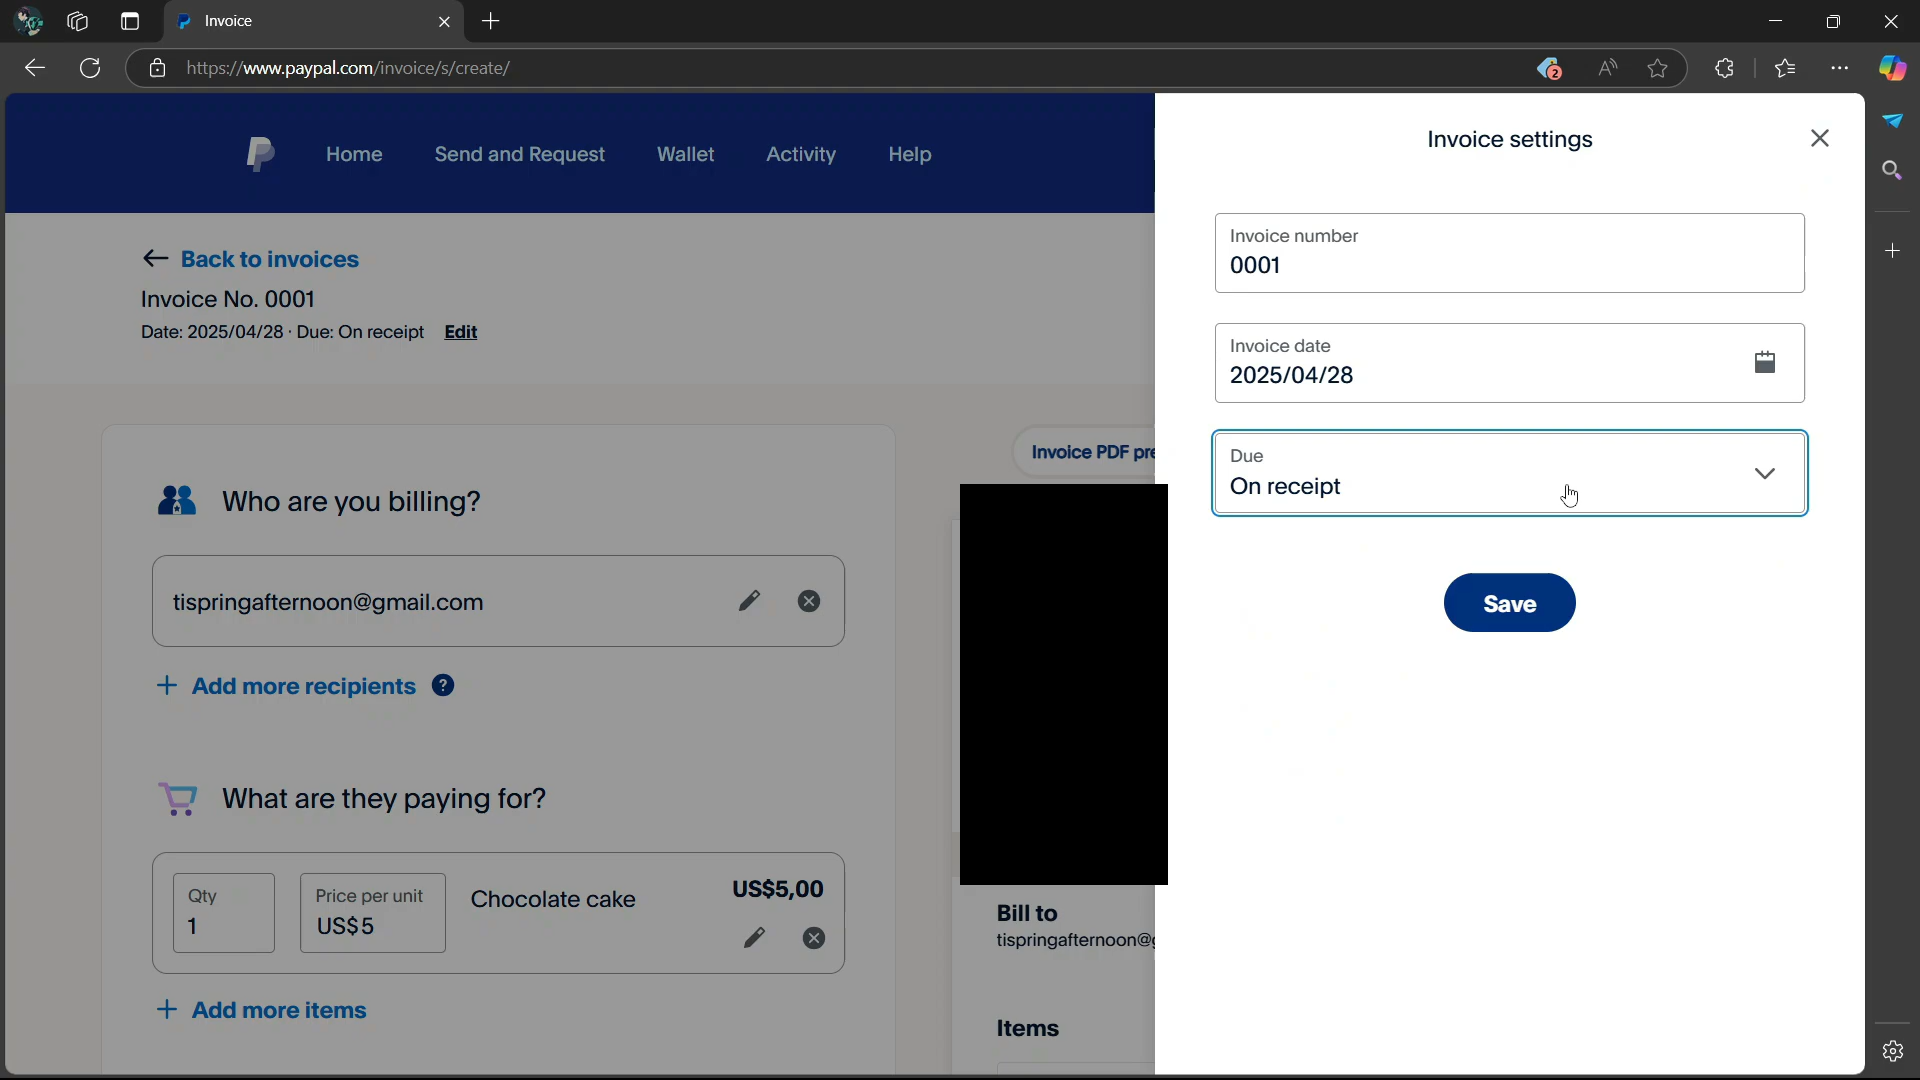 Invoice
https://www.paypal.com/invoice/s/create/
2
Home
Send and Request
Wallet
Activity
Help
Back to invoices
Invoice No. 0001
Date: 2025/04/28 · Due: On receipt Edit
Who are you billing?
tispringafternoon@gmail.com
+ Add more recipients ?
What are they paying for?
Qty
1
Price per unit
US$5
Chocolate cake
US$5,00
+ Add more items
Invoice PDF pre
Bill to
tispringafternoon@g
Items
Invoice settings
Invoice number
0001
Invoice date
2025/04/28
Due
On receipt
Save